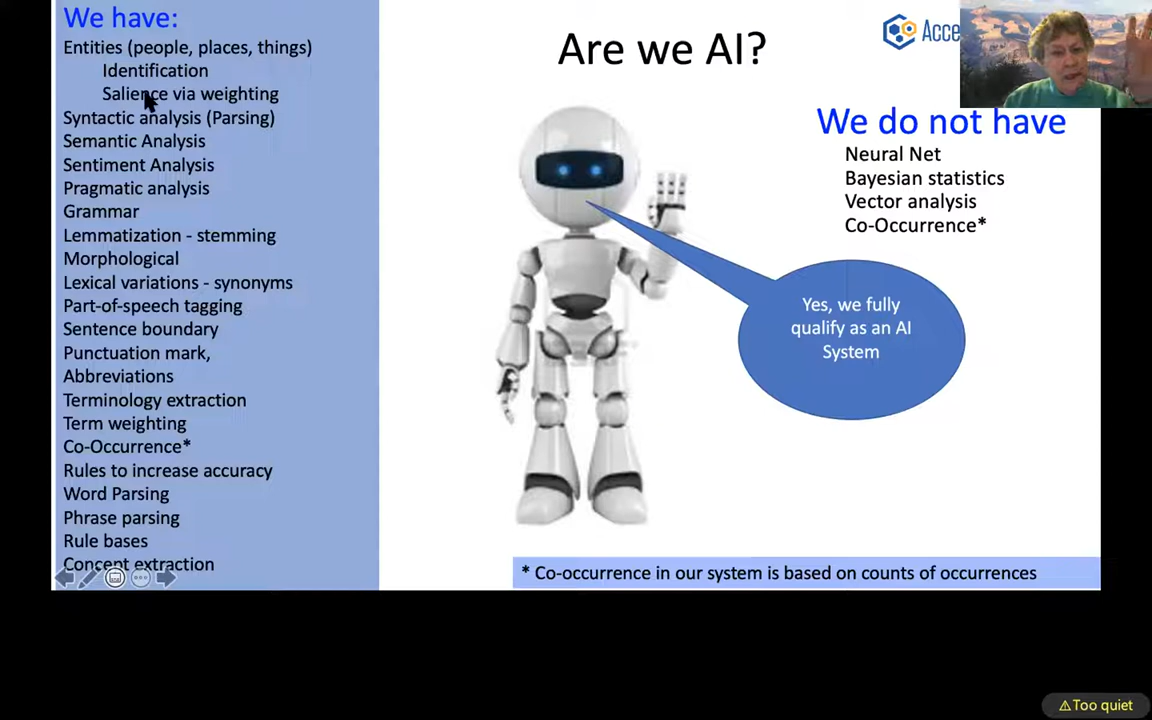 We have:
Entities (people, places, things)
Identification
Salience via weighting
Syntactic analysis (Parsing)
Semantic Analysis
Sentiment Analysis
Pragmatic analysis
Grammar
Lemmatization - stemming
Morphological
Lexical variations - synonyms
Part-of-speech tagging
Sentence boundary
Punctuation mark,
Abbreviations
Terminology extraction
Term weighting
Co-Occurrence*
Rules to increase accuracy
Word Parsing
Phrase parsing
Rule bases
Concept extraction
Are we AI?
Acce
We do not have
Neural Net
Bayesian statistics
Vector analysis
Co-Occurrence*
Yes, we fully
qualify as an AI
System
* Co-occurrence in our system is based on counts of occurrences
⚠Too quiet